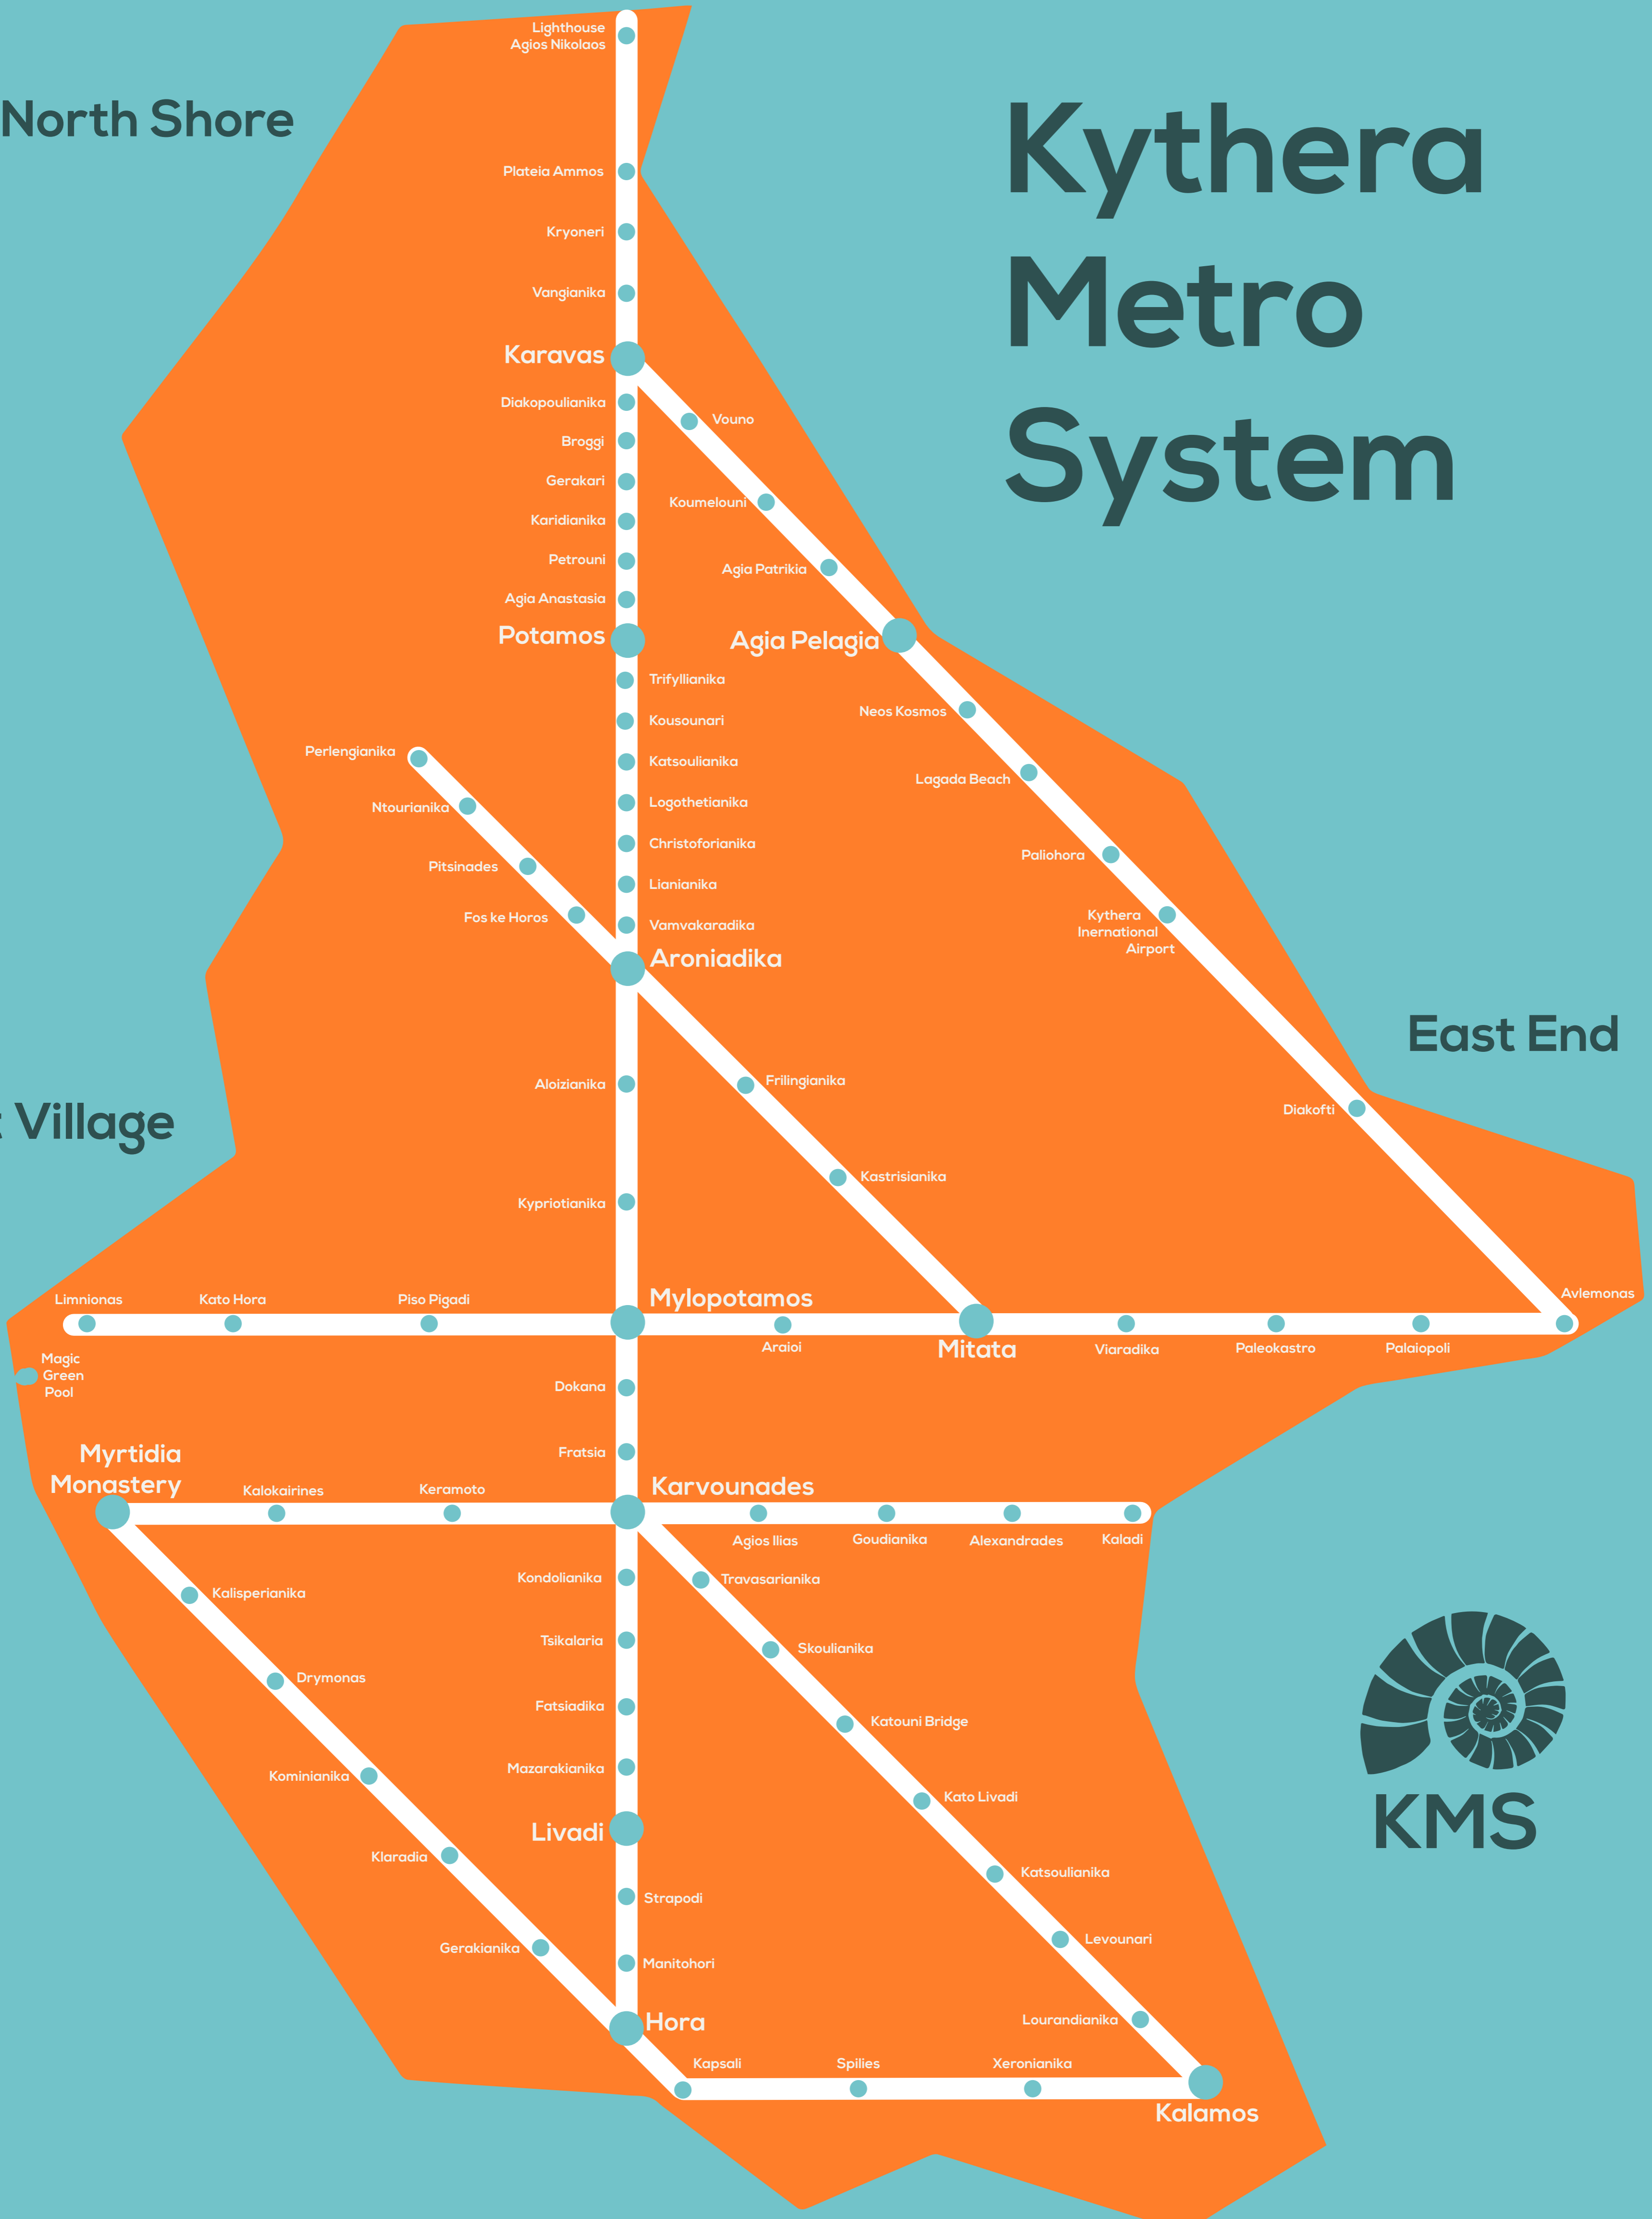 Lighthouse
Agios Nikolaos
North Shore
Kythera
Metro
System
Plateia Ammos
Kryoneri
Vangianika
Karavas
Diakopoulianika
Vouno
Broggi
Gerakari
Koumelouni
Karidianika
Petrouni
Agia Patrikia
Agia Anastasia
Potamos
Agia Pelagia
Trifyllianika
Neos Kosmos
Kousounari
Perlengianika
Katsoulianika
Lagada Beach
Ntourianika
Logothetianika
Christoforianika
Paliohora
Pitsinades
Lianianika
Fos ke Horos
Vamvakaradika
Kythera
Inernational
Airport
Aroniadika
East End
Aloizianika
Frilingianika
Diakofti
Village
Kastrisianika
Kypriotianika
Limnionas
Kato Hora
Piso Pigadi
Mylopotamos
Avlemonas
Araioi
Mitata
Viaradika
Paleokastro
Palaiopoli
Magic
Green
Pool
Dokana
Fratsia
Myrtidia
Monastery
Kalokairines
Keramoto
Karvounades
Agios Ilias
Goudianika
Alexandrades
Kaladi
Kondolianika
Travasarianika
Kalisperianika
Tsikalaria
Skoulianika
Drymonas
Fatsiadika
Katouni Bridge
Kominianika
Mazarakianika
Kato Livadi
KMS
Livadi
Klaradia
Katsoulianika
Strapodi
Gerakianika
Levounari
Manitohori
Hora
Lourandianika
Kapsali
Spilies
Xeronianika
Kalamos